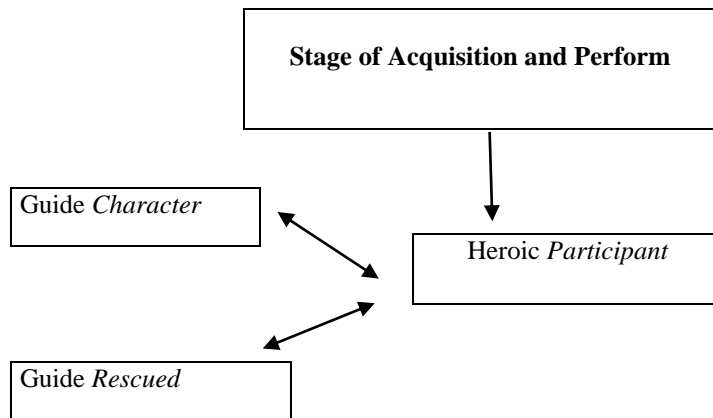 Stage of Acquisition and Perform
Guide Character
Heroic Participant
Guide Rescued